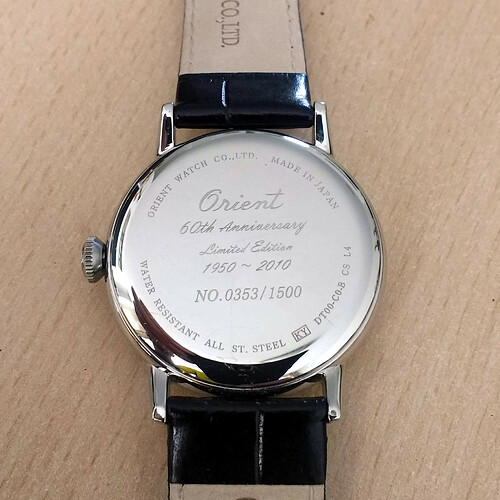 CO.,LTD.
ORIENT WATCH CO.,LTD. MADE IN JAPAN
Orient
60th Anniversary
Limited Edition
1950 ~ 2010
NO.0353/1500
WATER RESISTANT ALL ST. STEEL KY DT00-C0-B CS L4